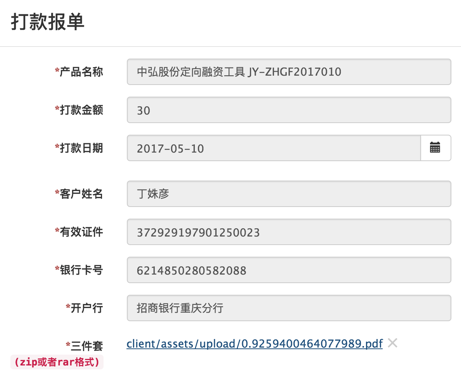 打款报单
*产品名称 中弘股份定向融资工具 JY-ZHGF2017010
*打款金额 30
*打款日期 2017-05-10
*客户姓名 丁姝彦
*有效证件 372929197901250023
*银行卡号 6214850280582088
*开户行 招商银行重庆分行
*三件套 client/assets/upload/0.9259400464077989.pdf ×
(zip或者rar格式)